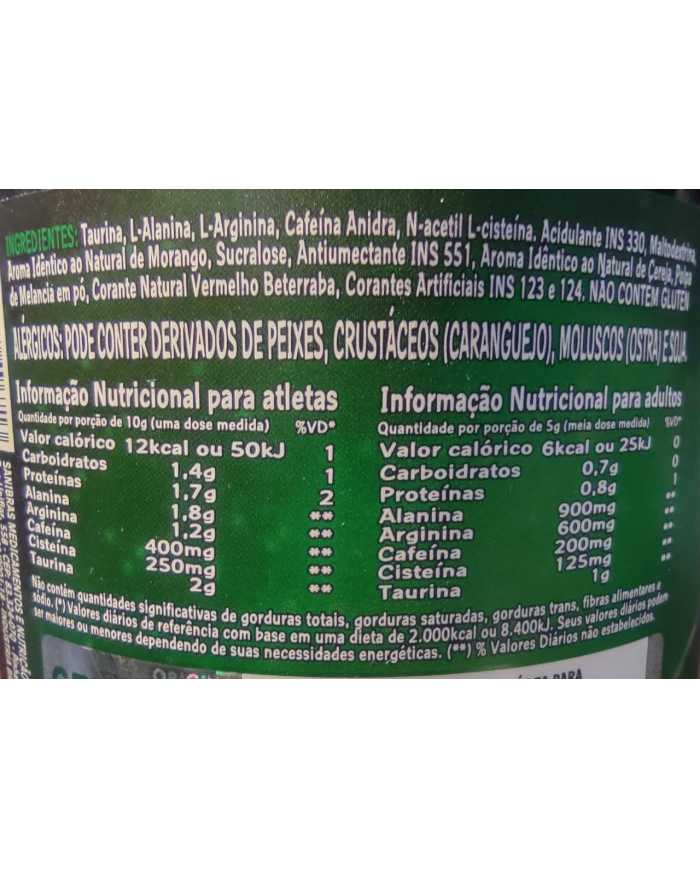 INGREDIENTES: Taurina, L-Alanina, L-Arginina, Cafeína Anidra, N-acetil L-cisteína, Acidulante INS 330, Maltodextrina,
Aroma Idêntico ao Natural de Morango, Sucralose, Antiumectante INS 551, Aroma Idêntico ao Natural de Cereja, Polpa
de Melancia em pó, Corante Natural Vermelho Beterraba, Corantes Artificiais INS 123 e 124. NÃO CONTÉM GLÚTEN
ALÉRGICOS: PODE CONTER DERIVADOS DE PEIXES, CRUSTÁCEOS (CARANGUEJO), MOLUSCOS (OSTRA) E SOJA
Informação Nutricional para atletas
Quantidade por porção de 10g (uma dose medida) %VD*
Valor calórico 12kcal ou 50kJ 1
Carboidratos 1,4g 1
Proteínas 1,7g 2
Alanina 1,8g **
Arginina 1,2g **
Cafeína 400mg **
Cisteína 250mg **
Taurina 2g **
Informação Nutricional para adultos
Quantidade por porção de 5g (meia dose medida) %VD*
Valor calórico 6kcal ou 25kJ 0
Carboidratos 0,7g 0
Proteínas 0,8g 1
Alanina 900mg **
Arginina 600mg **
Cafeína 200mg **
Cisteína 125mg **
Taurina 1g
Não contém quantidades significativas de gorduras totais, gorduras saturadas, gorduras trans, fibras alimentares e
sódio. (*) Valores diários de referência com base em uma dieta de 2.000kcal ou 8.400kJ. Seus valores diários podem
ser maiores ou menores dependendo de suas necessidades energéticas. (**) % Valores Diários não estabelecidos.
SANIBRAS MEDICAMENTOS E
PARA